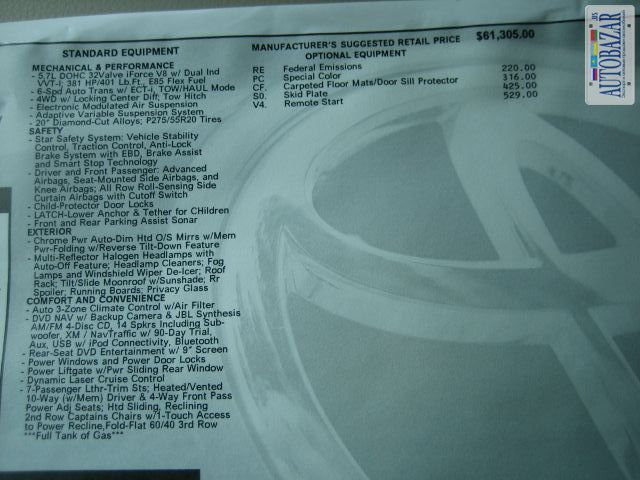 STANDARD EQUIPMENT
MECHANICAL & PERFORMANCE
- 5.7L DOHC 32Valve iForce V8 w/ Dual Ind
VVT-i; 381 HP/401 Lb.Ft., E85 Flex Fuel
- 6-Spd Auto Trans w/ ECT-i, TOW/HAUL Mode
- 4WD w/ Locking Center Diff; Tow Hitch
- Electronic Modulated Air Suspension
- Adaptive Variable Suspension System
- 20" Diamond-Cut Alloys; P275/55R20 Tires
SAFETY
- Star Safety System: Vehicle Stability
Control, Traction Control, Anti-Lock
Brake System with EBD, Brake Assist
and Smart Stop Technology
- Driver and Front Passenger: Advanced
Airbags, Seat-Mounted Side Airbags, and
Knee Airbags; All Row Roll-Sensing Side
Curtain Airbags with Cutoff Switch
- Child-Protector Door Locks
- LATCH-Lower Anchor & Tether for CHildren
- Front and Rear Parking Assist Sonar
EXTERIOR
- Chrome Pwr Auto-Dim Htd O/S Mirrs w/Mem
Pwr-Folding w/Reverse Tilt-Down Feature
- Multi-Reflector Halogen Headlamps with
Auto-Off Feature; Headlamp Cleaners; Fog
Lamps and Windshield Wiper De-Icer; Roof
Rack; Tilt/Slide Moonroof w/Sunshade; Rr
Spoiler; Running Boards; Privacy Glass
COMFORT AND CONVENIENCE
- Auto 3-Zone Climate Control w/Air Filter
- DVD NAV w/ Backup Camera & JBL Synthesis
AM/FM 4-Disc CD, 14 Spkrs Including Sub-
woofer, XM / NavTraffic w/ 90-Day Trial,
Aux, USB w/ iPod Connectivity, Bluetooth
- Rear-Seat DVD Entertainment w/ 9" Screen
- Power Windows and Power Door Locks
- Power Liftgate w/Pwr Sliding Rear Window
- Dynamic Laser Cruise Control
- 7-Passenger Lthr-Trim Sts; Heated/Vented
10-Way (w/Mem) Driver & 4-Way Front Pass
Power Adj Seats; Htd Sliding, Reclining
2nd Row Captains Chairs w/1-Touch Access
to Power Recline,Fold-Flat 60/40 3rd Row
***Full Tank of Gas***
MANUFACTURER'S SUGGESTED RETAIL PRICE $61,305.00
OPTIONAL EQUIPMENT
RE Federal Emissions 220.00
PC Special Color 316.00
CF. Carpeted Floor Mats/Door Sill Protector 425.00
S0. Skid Plate 529.00
V4. Remote Start
AUTOBAZAR